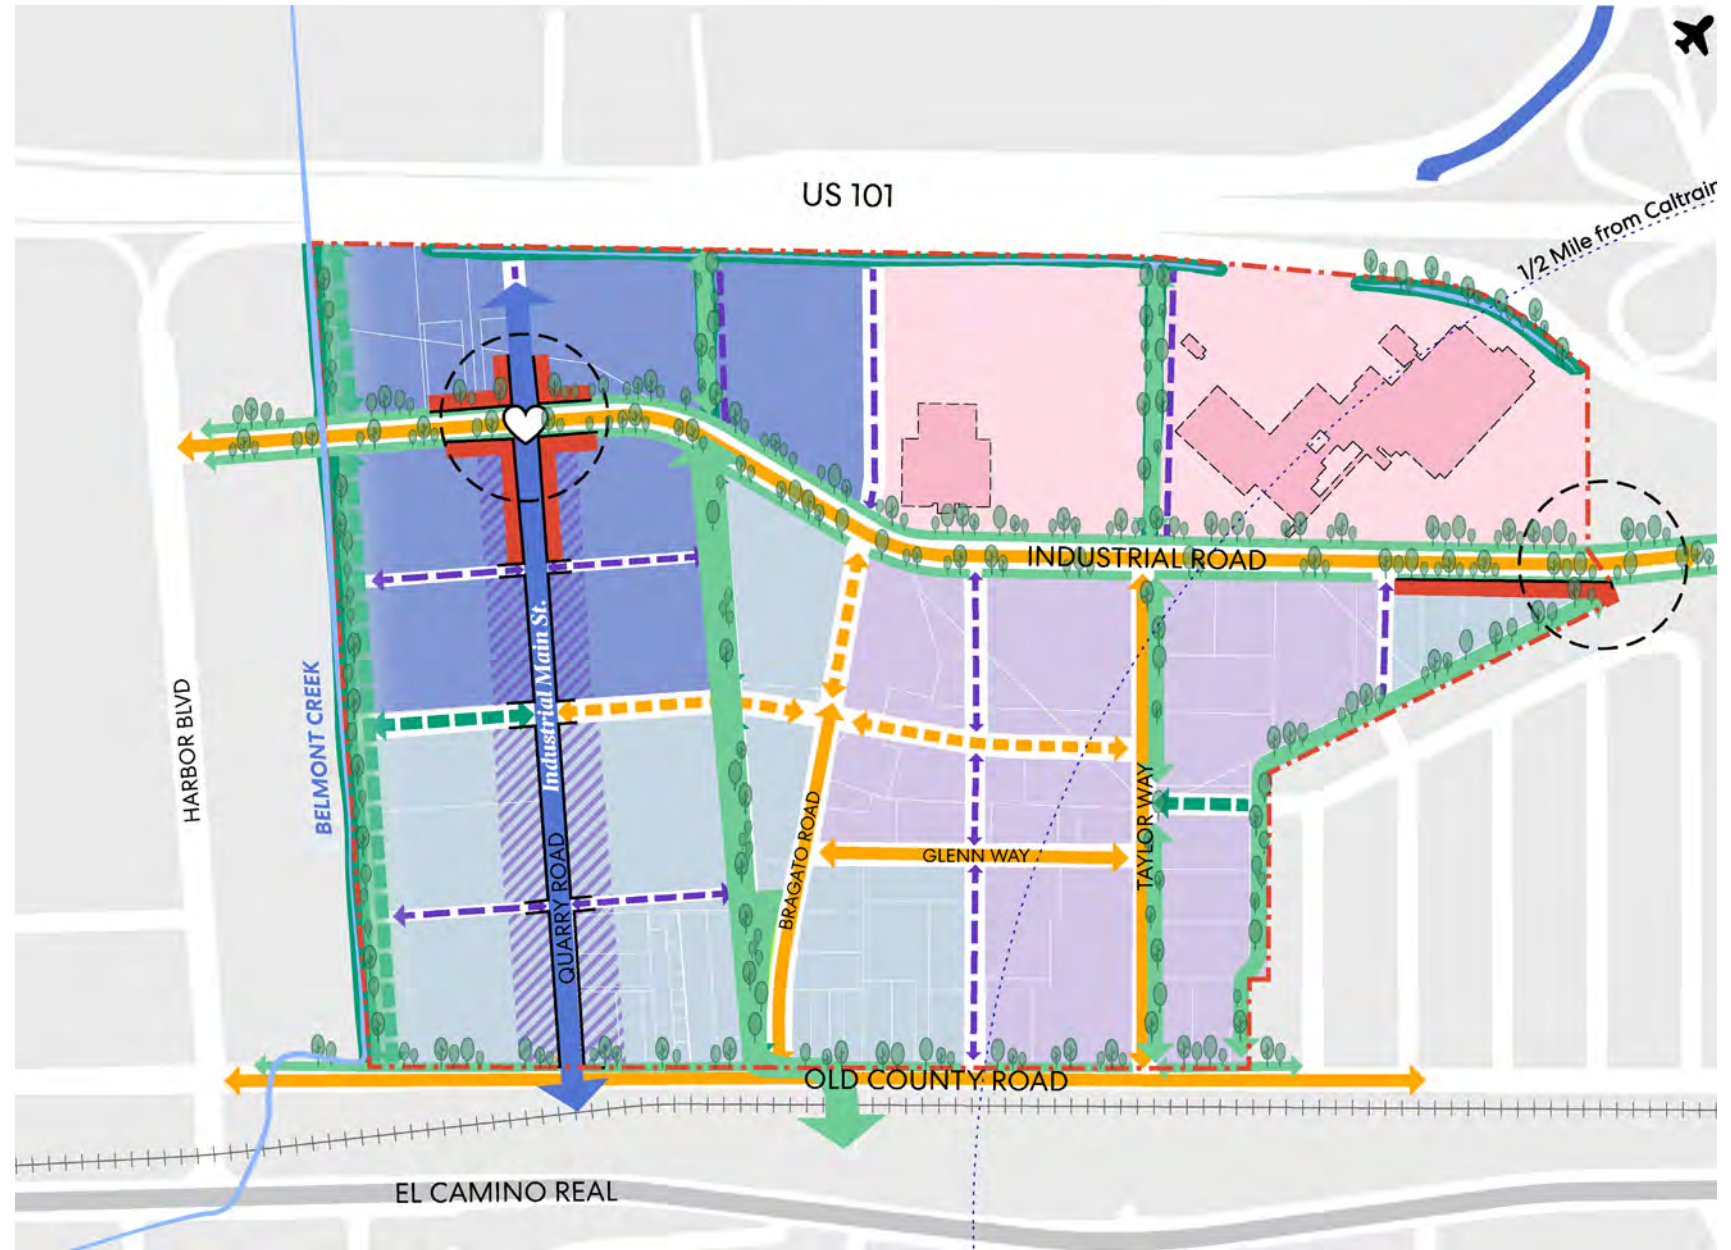 US 101
1/2 Mile from Caltrain
INDUSTRIAL ROAD
Industrial Main St.
HARBOR BLVD
BELMONT CREEK
QUARRY ROAD
BRAGATO ROAD
GLENN WAY
TAYLOR WAY
OLD COUNTY ROAD
EL CAMINO REAL